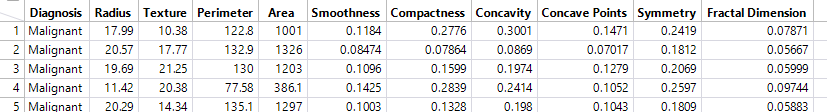 Diagnosis Radius Texture Perimeter Area Smoothness Compactness Concavity Concave Points Symmetry Fractal Dimension
1 Malignant 17.99 10.38 122.8 1001 0.1184 0.2776 0.3001 0.1471 0.2419 0.07871
2 Malignant 20.57 17.77 132.9 1326 0.08474 0.07864 0.0869 0.07017 0.1812 0.05667
3 Malignant 19.69 21.25 130 1203 0.1096 0.1599 0.1974 0.1279 0.2069 0.05999
4 Malignant 11.42 20.38 77.58 386.1 0.1425 0.2839 0.2414 0.1052 0.2597 0.09744
5 Malignant 20.29 14.34 135.1 1297 0.1003 0.1328 0.198 0.1043 0.1809 0.05883